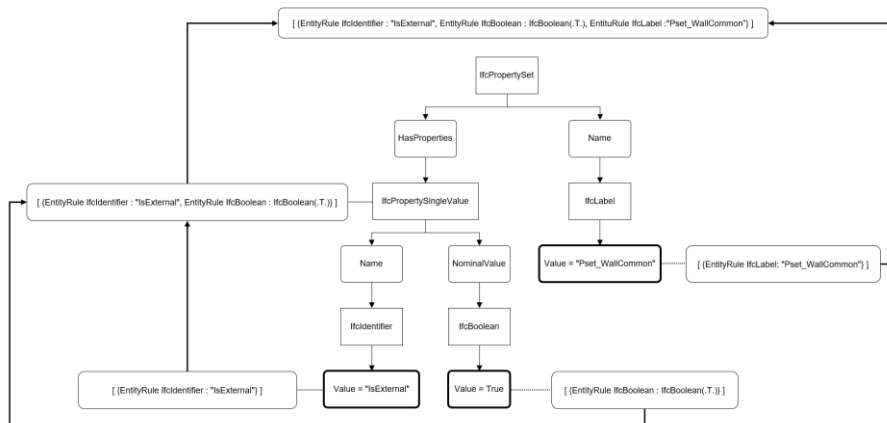 [ {EntityRule IfcIdentifier : "IsExternal", EntityRule IfcBoolean : IfcBoolean(.T.), EntituRule IfcLabel :"Pset_WallCommon"} ]
IfcPropertySet
HasProperties
Name
[ {EntityRule IfcIdentifier : "IsExternal", EntityRule IfcBoolean : IfcBoolean(.T.)} ]
IfcPropertySingleValue
IfcLabel
Name
NominalValue
Value = "Pset_WallCommon"
[ {EntityRule IfcLabel: "Pset_WallCommon"} ]
IfcIdentifier
IfcBoolean
[ {EntityRule IfcIdentifier : "IsExternal"} ]
Value = "IsExternal"
Value = True
[ {EntityRule IfcBoolean : IfcBoolean(.T.)} ]